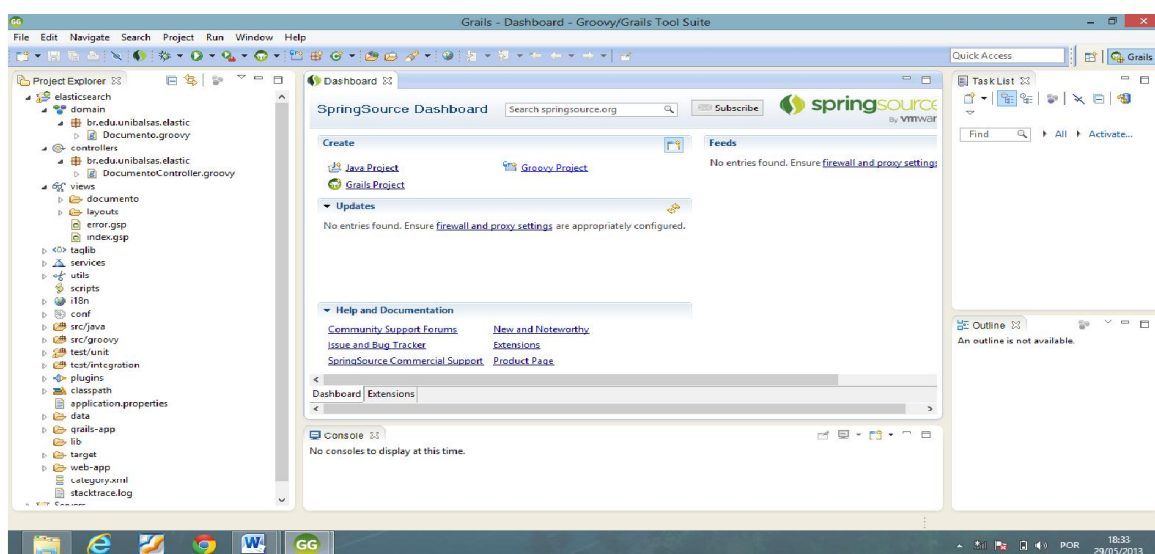 GG
Grails - Dashboard - Groovy/Grails Tool Suite
File Edit Navigate Search Project Run Window Help
Quick Access
Grails
Project Explorer
elasticsearch
domain
br.edu.unibalsas.elastic
Documento.groovy
controllers
br.edu.unibalsas.elastic
DocumentoController.groovy
views
documento
layouts
error.gsp
index.gsp
taglib
services
utils
scripts
i18n
conf
src/java
src/groovy
test/unit
test/integration
plugins
classpath
application.properties
data
grails-app
lib
target
web-app
category.xml
stacktrace.log
Servers
Dashboard
SpringSource Dashboard
Search springsource.org
Subscribe
springsource
By vmwar
Create
Java Project
Groovy Project
Grails Project
Updates
No entries found. Ensure firewall and proxy settings are appropriately configured.
Feeds
No entries found. Ensure firewall and proxy settings
Help and Documentation
Community Support Forums
New and Noteworthy
Issue and Bug Tracker
Extensions
SpringSource Commercial Support
Product Page
Dashboard Extensions
Console
No consoles to display at this time.
Task List
Find
All
Activate...
Outline
An outline is not available.
GG
POR
18:33
29/05/2013